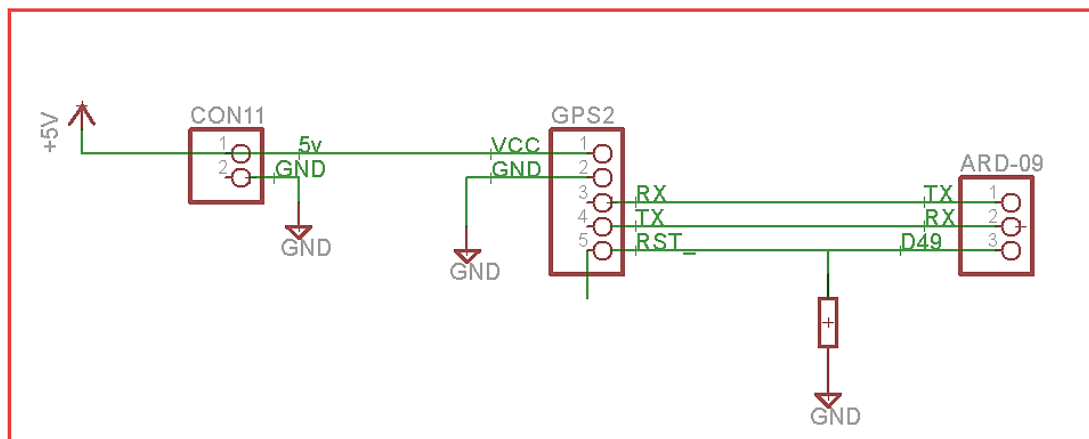 +5V
CON11
1
2
5v
GND
GND
GPS2
VCC
GND
GND
1
2
3
4
5
RX
TX
RST_
ARD-09
TX
RX
D49
1
2
3
GND